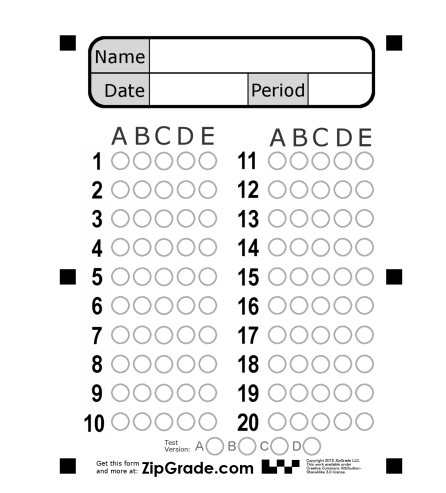 Name
Date Period
A B C D E A B C D E
1 11
2 12
3 13
4 14
5 15
6 16
7 17
8 18
9 19
10 20
Test
Version: A B C D
Get this form
and more at: ZipGrade.com
Copyright 2015 ZipGrade LLC.
This work available under
Creative Commons Attribution-
ShareAlike 3.0 license.